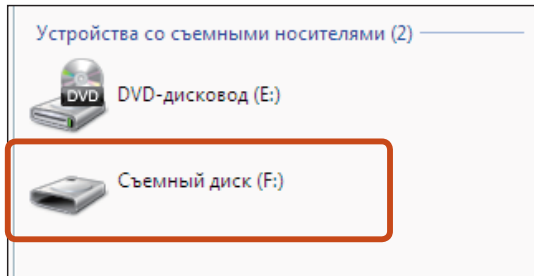 Устройства со съемными носителями (2)
DVD
DVD-дисковод (E:)
Съемный диск (F:)